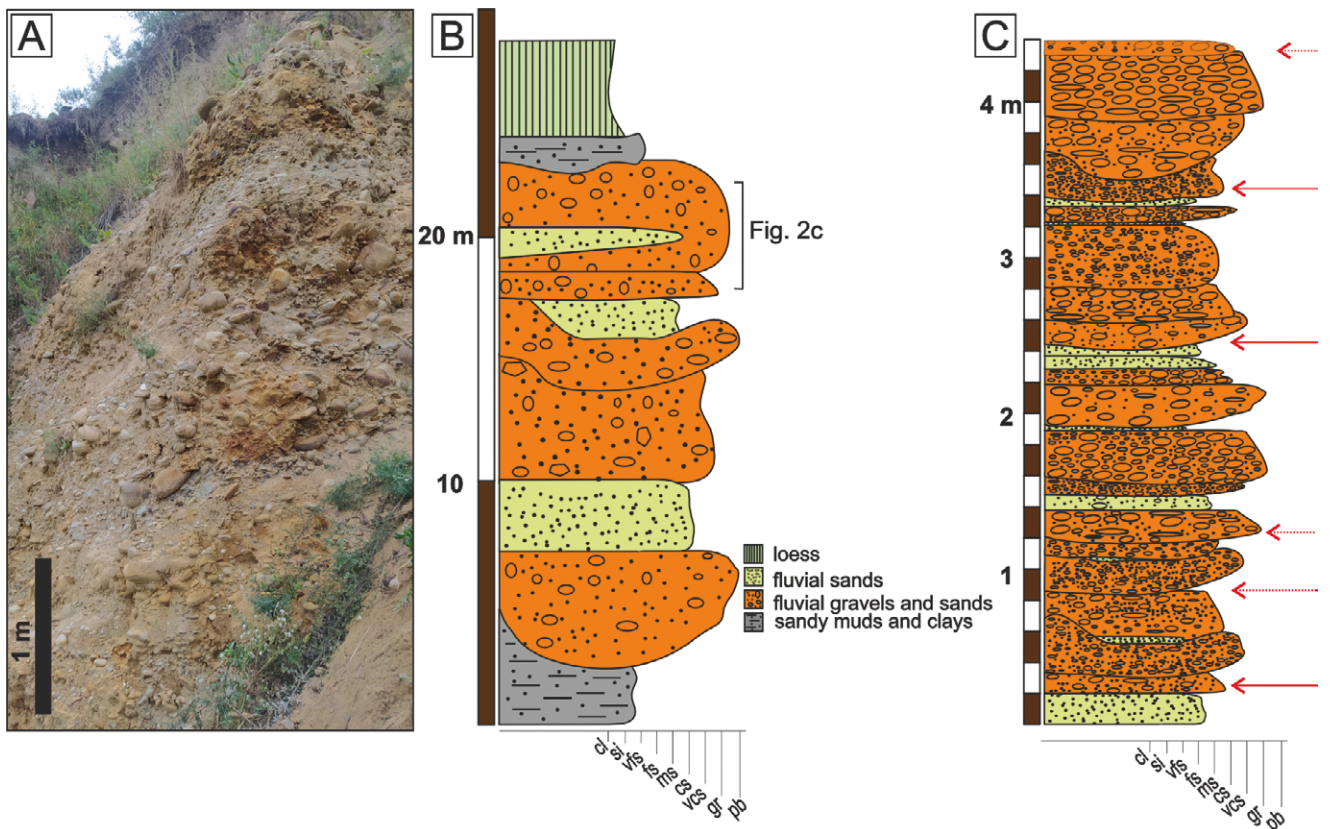 A
1 m
B
20 m
10
Fig. 2c
loess
fluvial sands
fluvial gravels and sands
sandy muds and clays
cl
si
vfs
fs
ms
cs
vcs
gr
pb
C
4 m
3
2
1
cl
si
vfs
fs
ms
cs
vcs
gr
pb